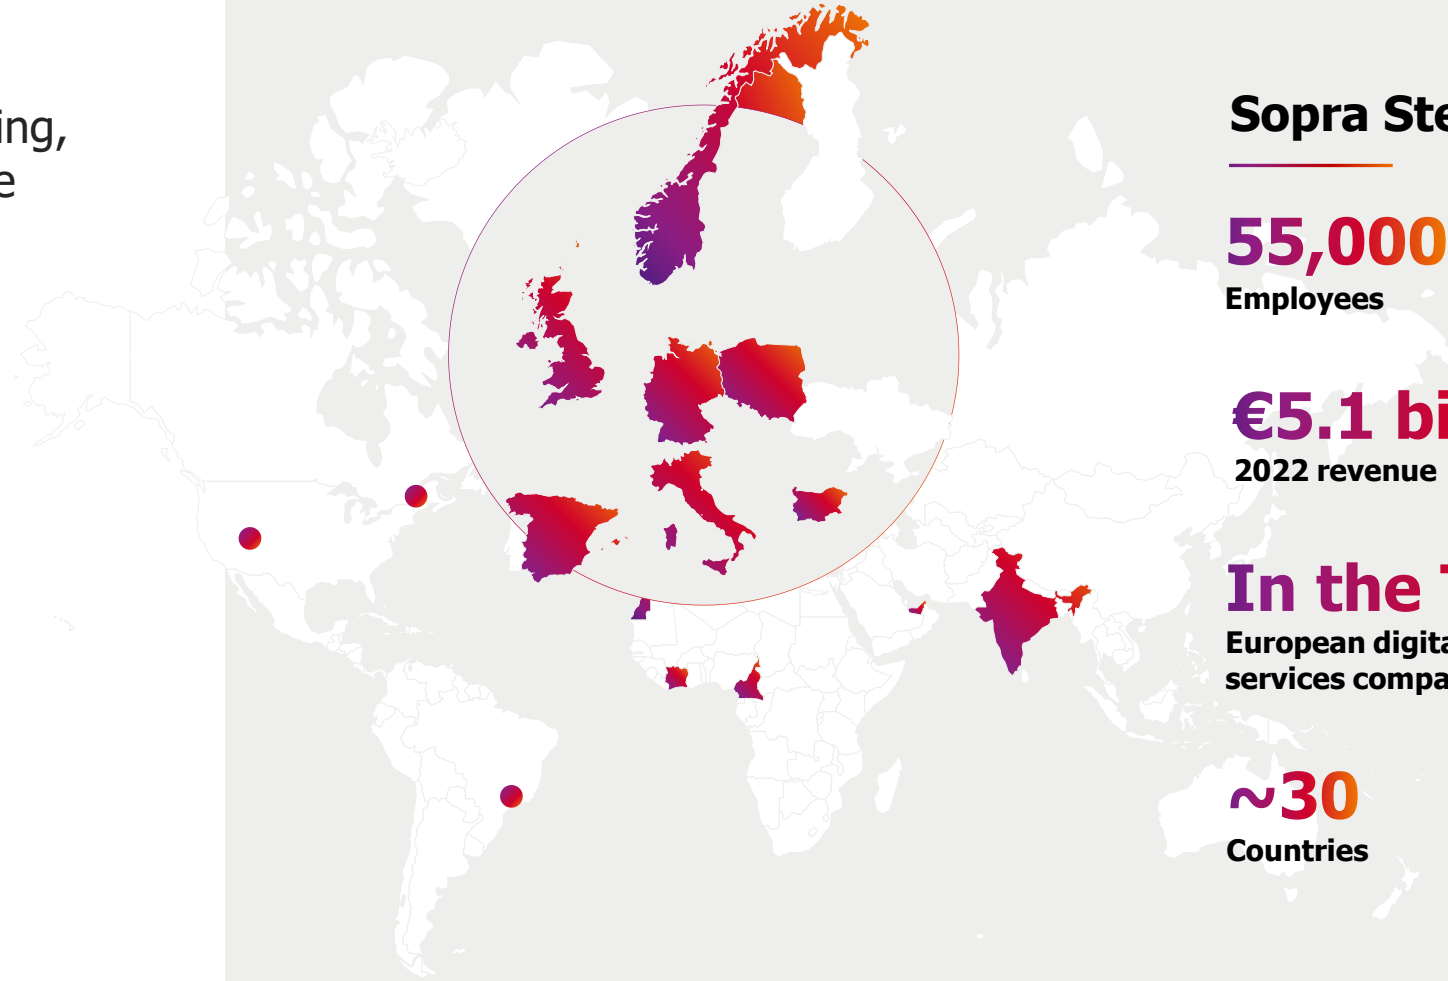 ing,
e
Sopra Ste
55,000
Employees
€5.1 bi
2022 revenue
In the T
European digita
services compa
~30
Countries